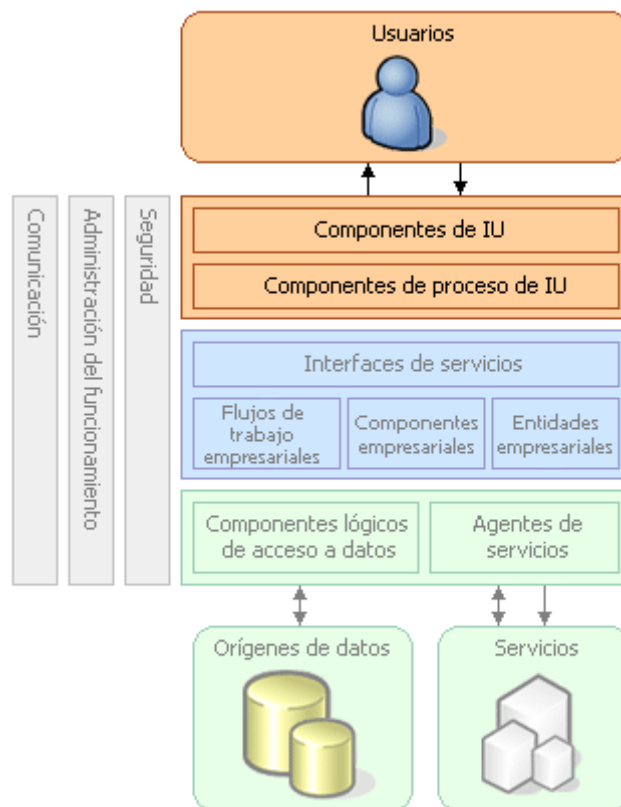 Usuarios
Comunicación
Administración del funcionamiento
Seguridad
Componentes de IU
Componentes de proceso de IU
Interfaces de servicios
Flujos de
trabajo
empresariales
Componentes
empresariales
Entidades
empresariales
Componentes lógicos
de acceso a datos
Agentes de
servicios
Orígenes de datos
Servicios